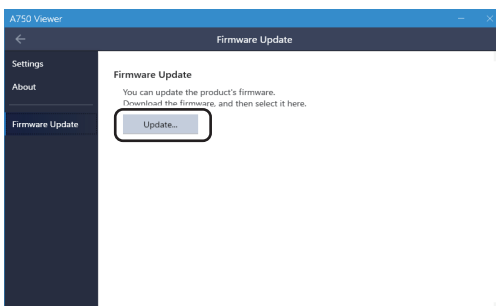 A750 Viewer
Firmware Update
Settings
About
Firmware Update
Firmware Update
You can update the product's firmware.
Download the firmware, and then select it here.
Update...